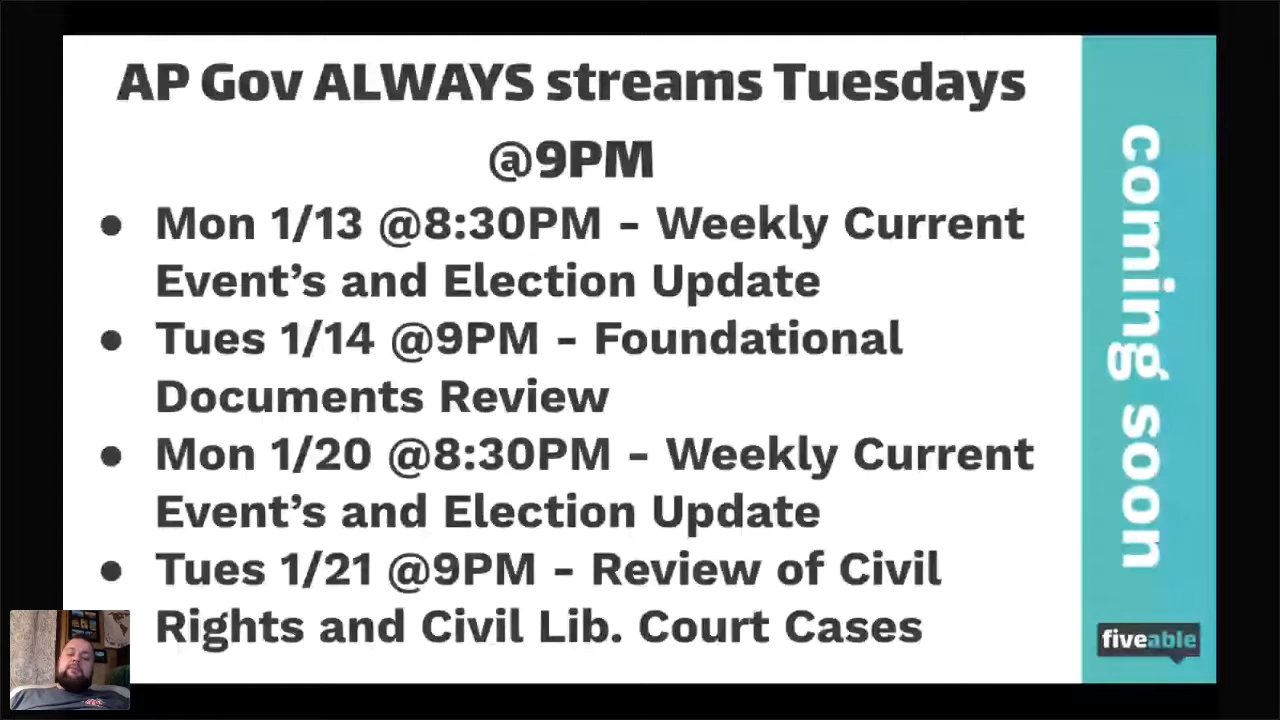 AP Gov ALWAYS streams Tuesdays
@9PM
● Mon 1/13 @8:30PM - Weekly Current
Event's and Election Update
● Tues 1/14 @9PM - Foundational
Documents Review
● Mon 1/20 @8:30PM - Weekly Current
Event's and Election Update
● Tues 1/21 @9PM - Review of Civil
Rights and Civil Lib. Court Cases
coming soon
fiveable